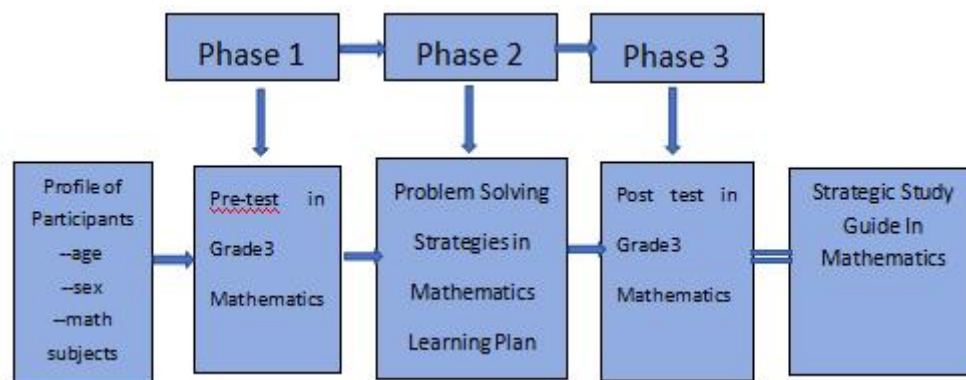 Phase 1
Phase 2
Phase 3
Profile of
Participants
--age
--sex
--math
subjects
Pre-test in
Grade3
Mathematics
Problem Solving
Strategies in
Mathematics
Learning Plan
Post test in
Grade3
Mathematics
Strategic Study
Guide In
Mathematics